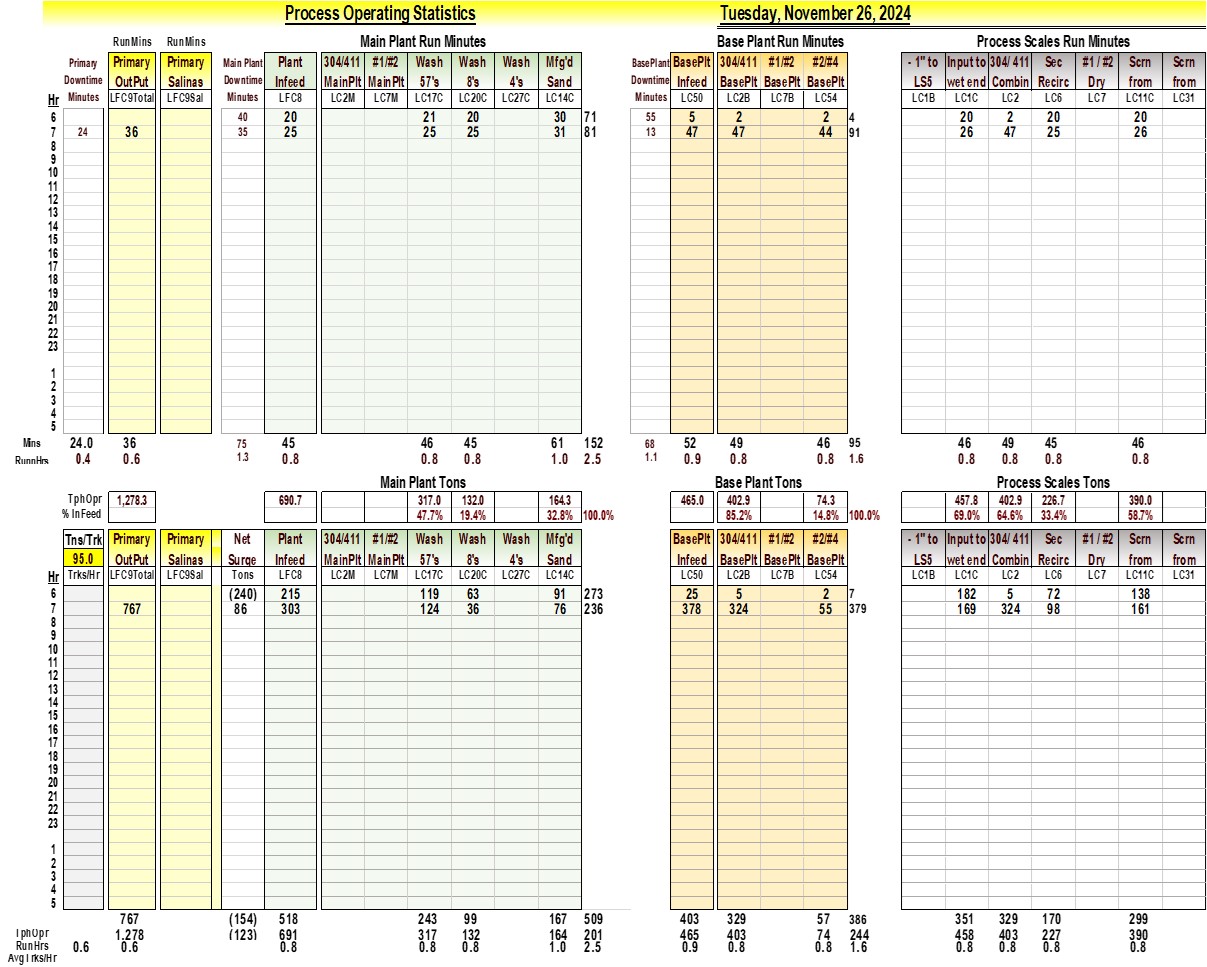 Process Operating Statistics Tuesday, November 26, 2024
RunMins RunMins Main Plant Run Minutes Base Plant Run Minutes Process Scales Run Minutes
Primary Primary Primary Main Plant Plant 304/411 #1/#2 Wash Wash Wash Mfg'd BasePlant BasePlt 304/411 #1/#2 #2/#4 - 1" to Input to 304/ 411 Sec #1 / #2 Scrn Scrn
Downtime OutPut Salinas Downtime Infeed MainPlt MainPlt 57's 8's 4's Sand Downtime Infeed BasePlt BasePlt BasePlt LS5 wet end Combin Recirc Dry from from
Hr Minutes LFC9Total LFC9Sal Minutes LFC8 LC2M LC7M LC17C LC20C LC27C LC14C Minutes LC50 LC2B LC7B LC54 LC1B LC1C LC2 LC6 LC7 LC11C LC31
6 40 20 21 20 30 71 55 5 2 2 4 20 2 20 20
7 24 36 35 25 25 25 31 81 13 47 47 44 91 26 47 25 26
8
9
10
11
12
13
14
15
16
17
18
19
20
21
22
23
1
2
3
4
5
Mins 24.0 36 75 45 46 45 61 152 68 52 49 46 95 46 49 45 46
RunnHrs 0.4 0.6 1.3 0.8 0.8 0.8 1.0 2.5 1.1 0.9 0.8 0.8 1.6 0.8 0.8 0.8 0.8
Main Plant Tons Base Plant Tons Process Scales Tons
TphOpr 1,278.3 690.7 317.0 132.0 164.3 465.0 402.9 74.3 457.8 402.9 226.7 390.0
% InFeed 47.7% 19.4% 32.8% 100.0% 85.2% 14.8% 100.0% 69.0% 64.6% 33.4% 58.7%
Tns/Trk Primary Primary Net Plant 304/411 #1/#2 Wash Wash Wash Mfg'd BasePlt 304/411 #1/#2 #2/#4 - 1" to Input to 304/ 411 Sec #1 / #2 Scrn Scrn
95.0 OutPut Salinas Surge Infeed MainPlt MainPlt 57's 8's 4's Sand Infeed BasePlt BasePlt BasePlt LS5 wet end Combin Recirc Dry from from
Hr Trks/Hr LFC9Total LFC9Sal Tons LFC8 LC2M LC7M LC17C LC20C LC27C LC14C LC50 LC2B LC7B LC54 LC1B LC1C LC2 LC6 LC7 LC11C LC31
6 (240) 215 119 63 91 273 25 5 2 7 182 5 72 138
7 767 86 303 124 36 76 236 378 324 55 379 169 324 98 161
8
9
10
11
12
13
14
15
16
17
18
19
20
21
22
23
1
2
3
4
5
767 (154) 518 243 99 167 509 403 329 57 386 351 329 170 299
TphOpr 1,278 (123) 691 317 132 164 201 465 403 74 244 458 403 227 390
RunHrs 0.6 0.6 0.8 0.8 0.8 1.0 2.5 0.9 0.8 0.8 1.6 0.8 0.8 0.8 0.8
Avg Trks/Hr